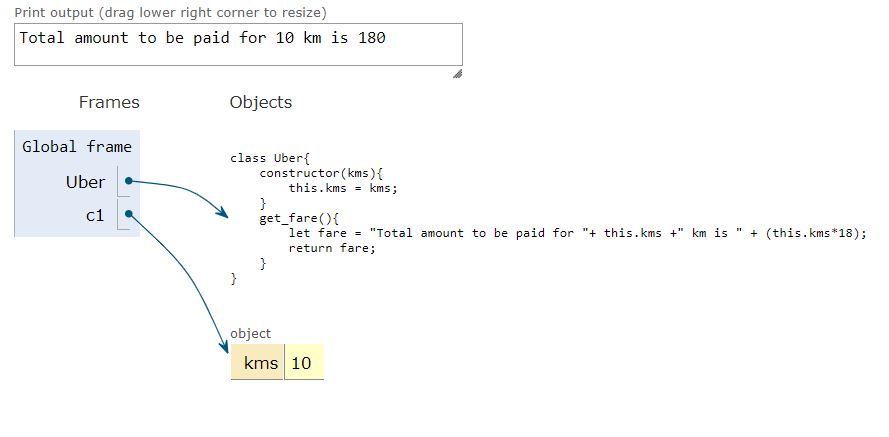 Print output (drag lower right corner to resize)
Total amount to be paid for 10 km is 180
Frames Objects
Global frame
Uber
c1
class Uber{
    constructor(kms){
        this.kms = kms;
    }
    get_fare(){
        let fare = "Total amount to be paid for "+ this.kms +" km is " + (this.kms*18);
        return fare;
    }
}
object
kms 10